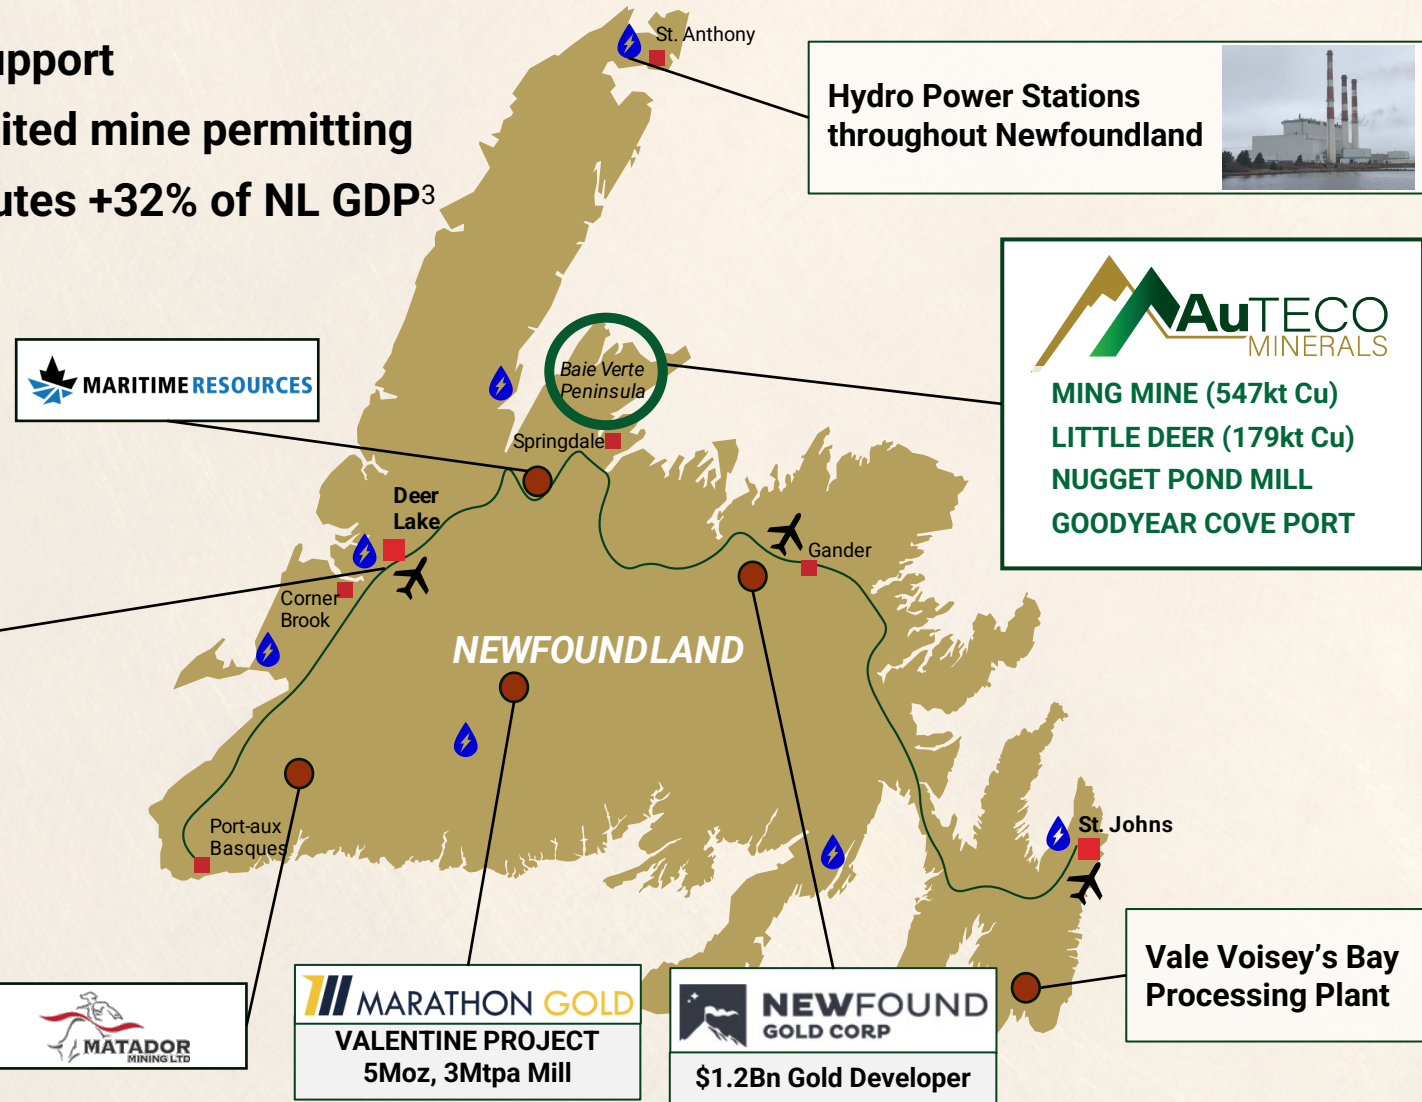 upport
ited mine permitting
utes +32% of NL GDP3
St. Anthony
Hydro Power Stations
throughout Newfoundland
AuTECO
MINERALS
MING MINE (547kt Cu)
LITTLE DEER (179kt Cu)
NUGGET POND MILL
GOODYEAR COVE PORT
MARITIME RESOURCES
Baie Verte
Peninsula
Springdale
Deer
Lake
Gander
Corner
Brook
NEWFOUNDLAND
Port-aux
Basques
St. Johns
Vale Voisey's Bay
Processing Plant
MATADOR
MINING LTD
MARATHON GOLD
VALENTINE PROJECT
5Moz, 3Mtpa Mill
NEWFOUND
GOLD CORP
$1.2Bn Gold Developer